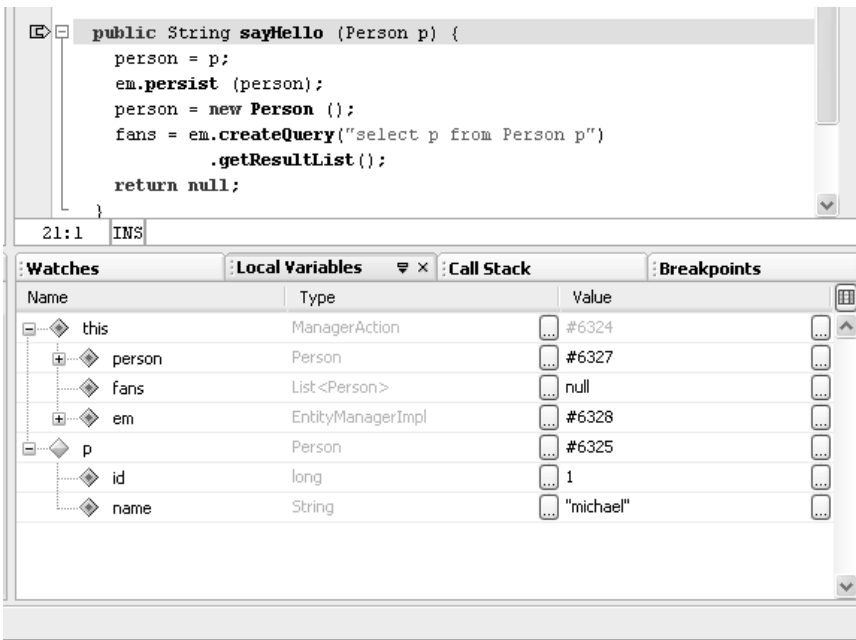 public String sayHello (Person p) {
person = p;
em.persist (person);
person = new Person ();
fans = em.createQuery("select p from Person p")
.getResultList();
return null;
}
21:1 INS
Watches Local Variables Call Stack Breakpoints
Name Type Value
this ManagerAction ... #6324 ...
person Person ... #6327 ...
fans List<Person> ... null ...
em EntityManagerImpl ... #6328 ...
p Person ... #6325 ...
id long ... 1 ...
name String ... "michael" ...